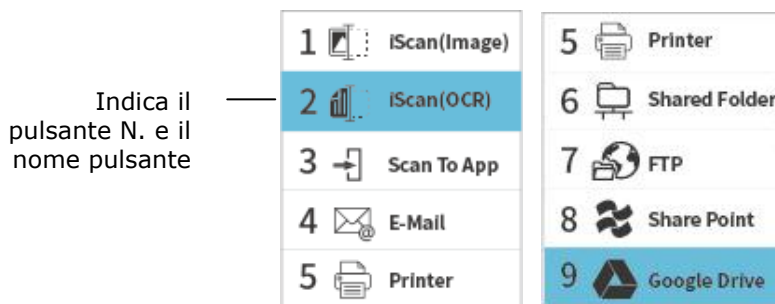 Indica il
pulsante N. e il
nome pulsante
1 iScan(Image)
2 iScan(OCR)
3 Scan To App
4 E-Mail
5 Printer
5 Printer
6 Shared Folder
7 FTP
8 Share Point
9 Google Drive